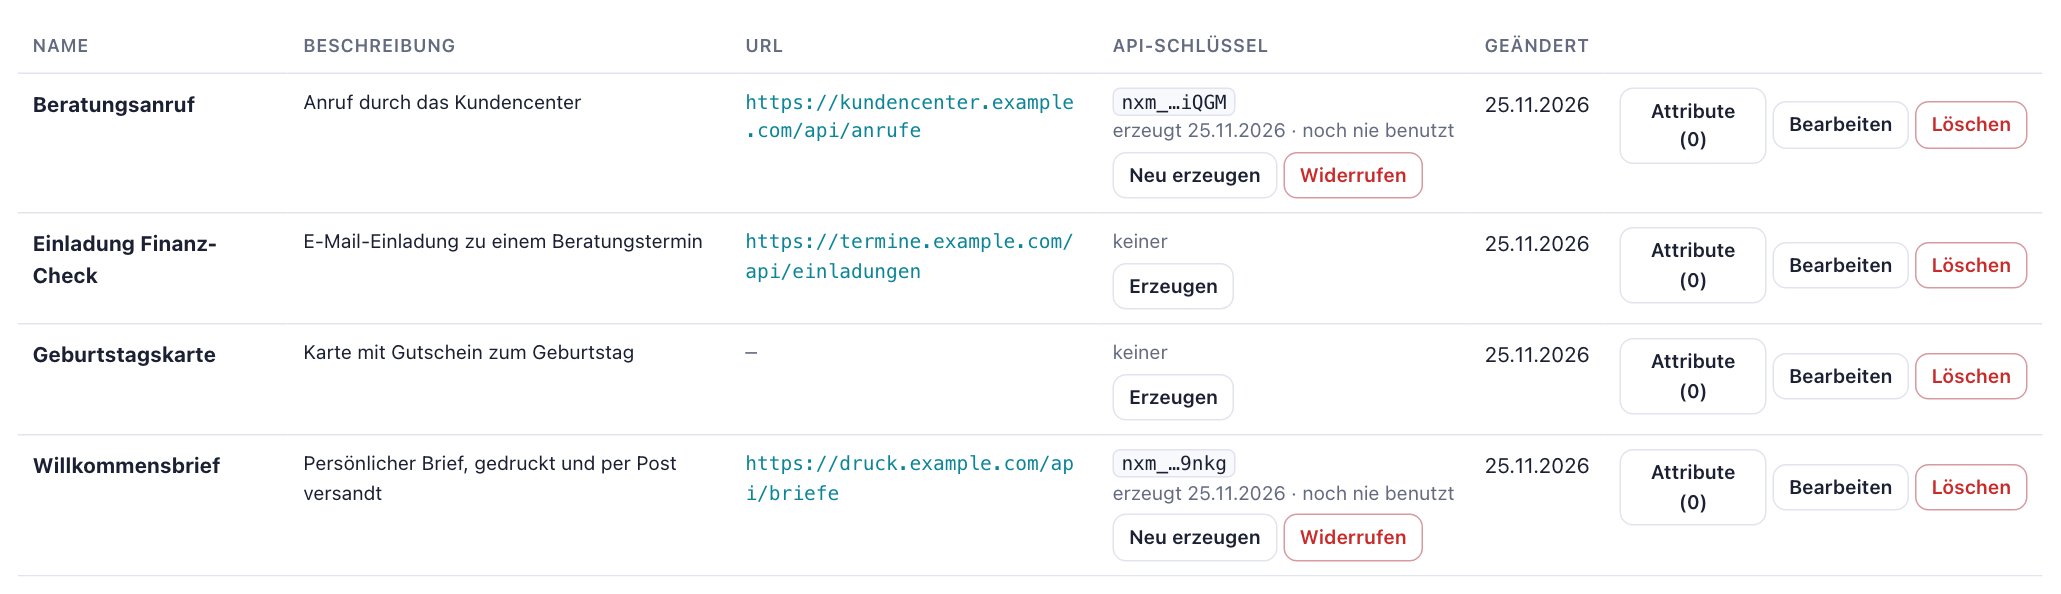 NAME BESCHREIBUNG URL API-SCHLÜSSEL GEÄNDERT
Beratungsanruf
Anruf durch das Kundencenter
https://kundencenter.example
.com/api/anrufe
nxm_…iQGM
erzeugt 25.11.2026 · noch nie benutzt
Neu erzeugen Widerrufen
25.11.2026
Attribute
(0)
Bearbeiten Löschen
Einladung Finanz-
Check
E-Mail-Einladung zu einem Beratungstermin
https://termine.example.com/
api/einladungen
keiner
Erzeugen
25.11.2026
Attribute
(0)
Bearbeiten Löschen
Geburtstagskarte
Karte mit Gutschein zum Geburtstag
–
keiner
Erzeugen
25.11.2026
Attribute
(0)
Bearbeiten Löschen
Willkommensbrief
Persönlicher Brief, gedruckt und per Post
versandt
https://druck.example.com/ap
i/briefe
nxm_…9nkg
erzeugt 25.11.2026 · noch nie benutzt
Neu erzeugen Widerrufen
25.11.2026
Attribute
(0)
Bearbeiten Löschen